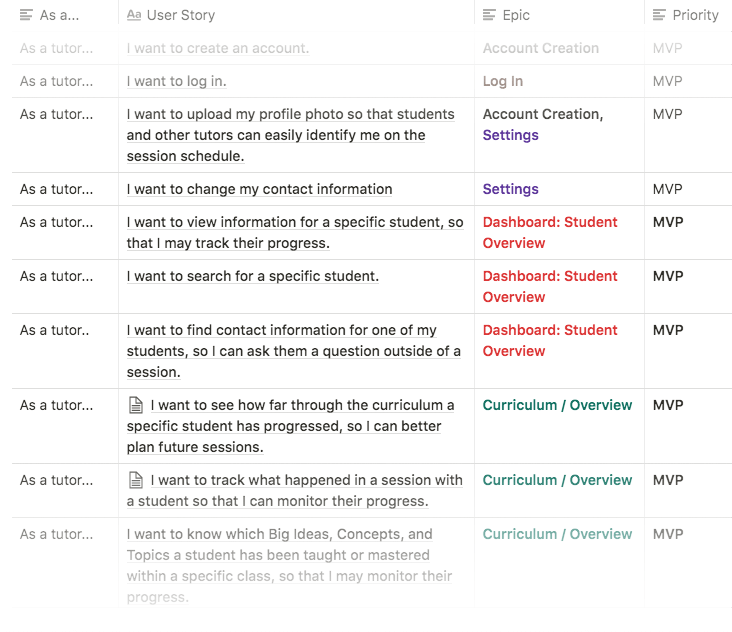 As a... Aa User Story Epic Priority
As a tutor... I want to create an account. Account Creation MVP
As a tutor... I want to log in. Log In MVP
As a tutor... I want to upload my profile photo so that students Account Creation, MVP
and other tutors can easily identify me on the Settings
session schedule.
As a tutor... I want to change my contact information Settings MVP
As a tutor... I want to view information for a specific student, so Dashboard: Student MVP
that I may track their progress. Overview
As a tutor... I want to search for a specific student. Dashboard: Student MVP
Overview
As a tutor.. I want to find contact information for one of my Dashboard: Student MVP
students, so I can ask them a question outside of a Overview
session.
As a tutor... I want to see how far through the curriculum a Curriculum / Overview MVP
specific student has progressed, so I can better
plan future sessions.
As a tutor... I want to track what happened in a session with Curriculum / Overview MVP
a student so that I can monitor their progress.
As a tutor... I want to know which Big Ideas, Concepts, and Curriculum / Overview MVP
Topics a student has been taught or mastered
within a specific class, so that I may monitor their
progress.